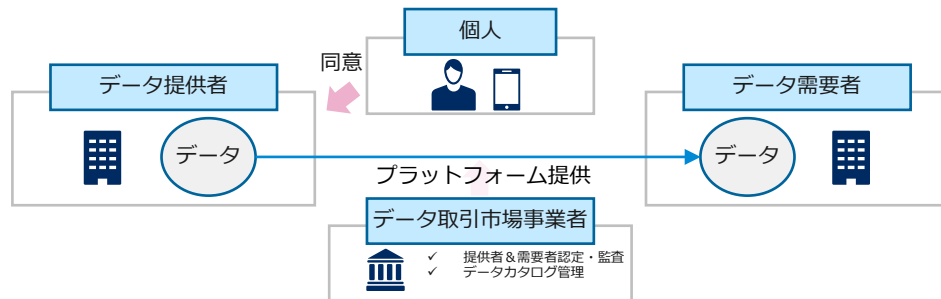 個人
同意
データ提供者
データ需要者
データ
データ
プラットフォーム提供
データ取引市場事業者
✓ 提供者＆需要者認定・監査
✓ データカタログ管理